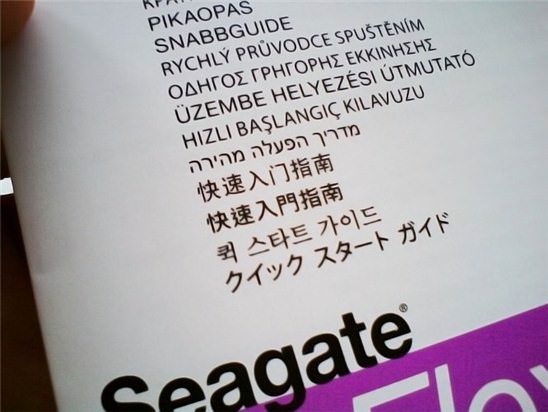 PIKAOPAS
SNABBGUIDE
RYCHLÝ PRŮVODCE SPUŠTĚNÍM
ΟΔΗΓΟΣ ΓΡΗΓΟΡΗΣ ΕΚΚΙΝΗΣΗΣ
ÜZEMBE HELYEZÉSI ÚTMUTATÓ
HIZLI BAŞLANGIÇ KILAVUZU
מדריך הפעלה מהירה
快速入门指南
快速入門指南
퀵 스타트 가이드
クイック スタート ガイド
Seagate®